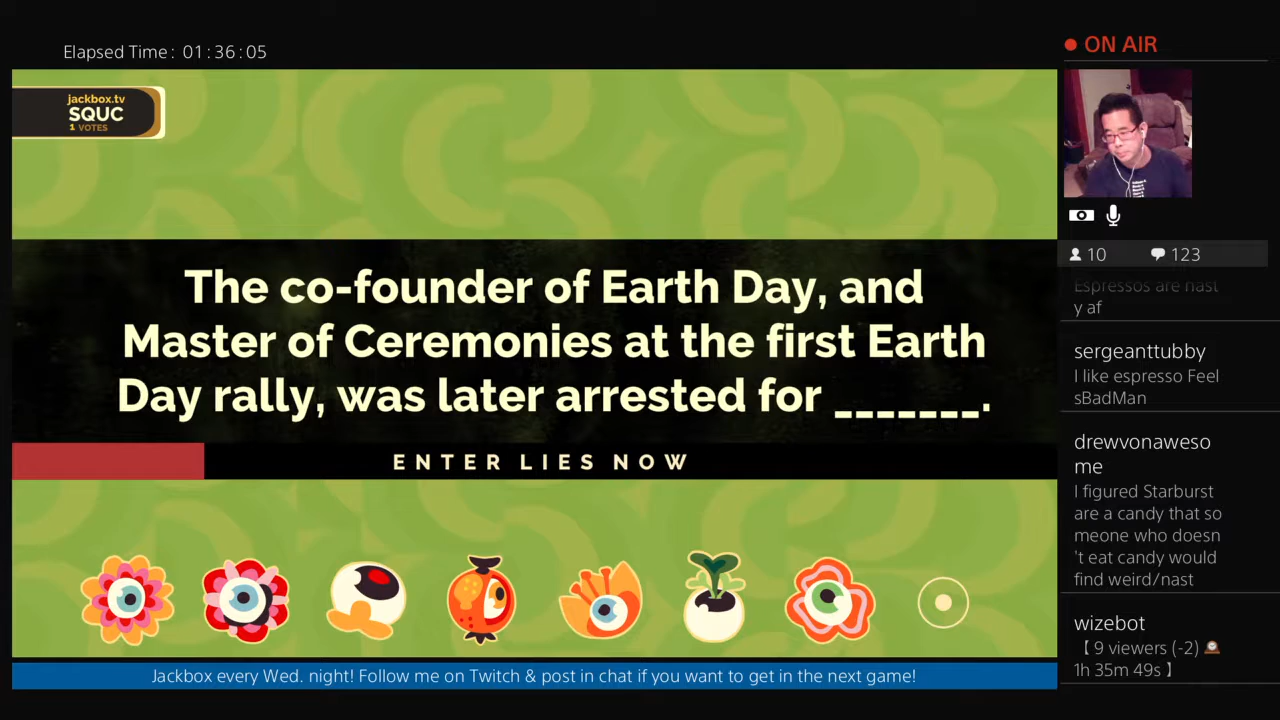 Elapsed Time: 01:36:05
ON AIR
jackbox.tv
SQUC
1 VOTES
The co-founder of Earth Day, and
Master of Ceremonies at the first Earth
Day rally, was later arrested for _______.
ENTER LIES NOW
Jackbox every Wed. night! Follow me on Twitch & post in chat if you want to get in the next game!
10 123
Espressos are nast
y af
sergeanttubby
I like espresso Feel
sBadMan
drewvonaweso
me
I figured Starburst
are a candy that so
meone who doesn
't eat candy would
find weird/nast
wizebot
【 9 viewers (-2) 🕰
1h 35m 49s 】